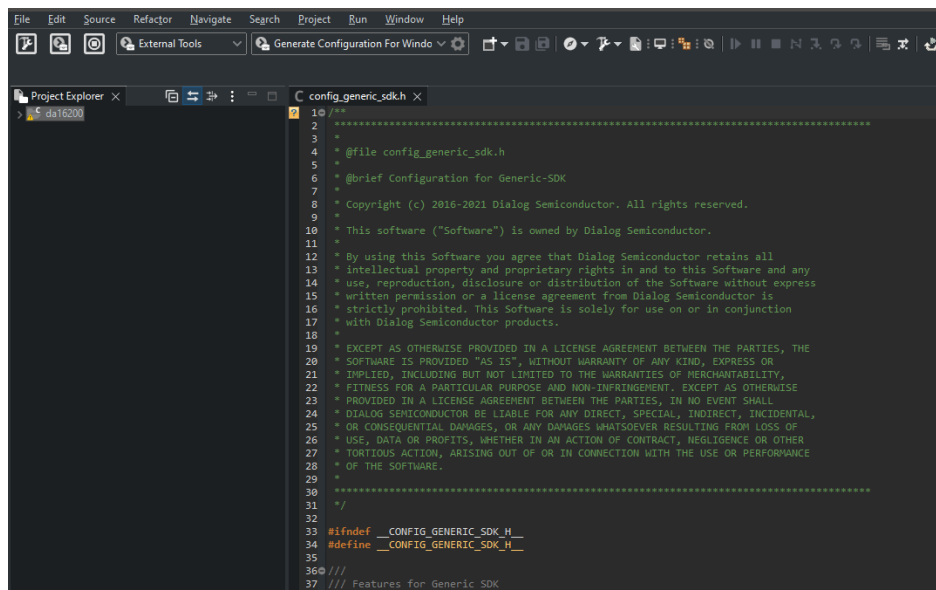 File Edit Source Refactor Navigate Search Project Run Window Help
External Tools Generate Configuration For Windo
Project Explorer
da16200
config_generic_sdk.h
1 /**
2 ****************************************************************************************
3 *
4 * @file config_generic_sdk.h
5 *
6 * @brief Configuration for Generic-SDK
7 *
8 * Copyright (c) 2016-2021 Dialog Semiconductor. All rights reserved.
9 *
10 * This software ("Software") is owned by Dialog Semiconductor.
11 *
12 * By using this Software you agree that Dialog Semiconductor retains all
13 * intellectual property and proprietary rights in and to this Software and any
14 * use, reproduction, disclosure or distribution of the Software without express
15 * written permission or a license agreement from Dialog Semiconductor is
16 * strictly prohibited. This Software is solely for use on or in conjunction
17 * with Dialog Semiconductor products.
18 *
19 * EXCEPT AS OTHERWISE PROVIDED IN A LICENSE AGREEMENT BETWEEN THE PARTIES, THE
20 * SOFTWARE IS PROVIDED "AS IS", WITHOUT WARRANTY OF ANY KIND, EXPRESS OR
21 * IMPLIED, INCLUDING BUT NOT LIMITED TO THE WARRANTIES OF MERCHANTABILITY,
22 * FITNESS FOR A PARTICULAR PURPOSE AND NON-INFRINGEMENT. EXCEPT AS OTHERWISE
23 * PROVIDED IN A LICENSE AGREEMENT BETWEEN THE PARTIES, IN NO EVENT SHALL
24 * DIALOG SEMICONDUCTOR BE LIABLE FOR ANY DIRECT, SPECIAL, INDIRECT, INCIDENTAL,
25 * OR CONSEQUENTIAL DAMAGES, OR ANY DAMAGES WHATSOEVER RESULTING FROM LOSS OF
26 * USE, DATA OR PROFITS, WHETHER IN AN ACTION OF CONTRACT, NEGLIGENCE OR OTHER
27 * TORTIOUS ACTION, ARISING OUT OF OR IN CONNECTION WITH THE USE OR PERFORMANCE
28 * OF THE SOFTWARE.
29 *
30 ****************************************************************************************
31 */
32
33 #ifndef __CONFIG_GENERIC_SDK_H__
34 #define __CONFIG_GENERIC_SDK_H__
35
36 ///
37 /// Features for Generic SDK